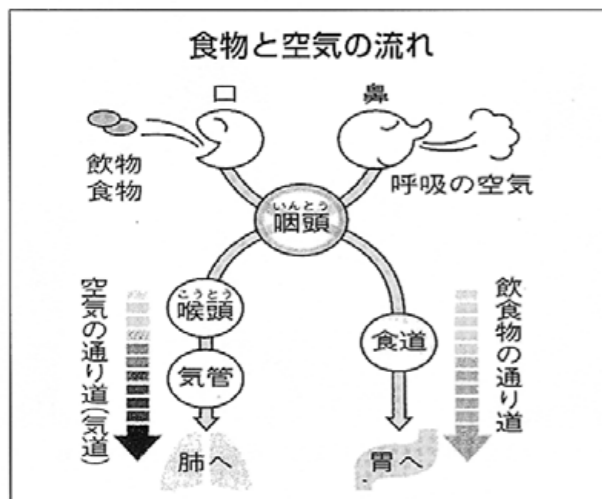 食物と空気の流れ
口
鼻
飲物
食物
呼吸の空気
いんとう
咽頭
こうとう
喉頭
気管
食道
空気の通り道(気道)
飲食物の通り道
肺へ
胃へ